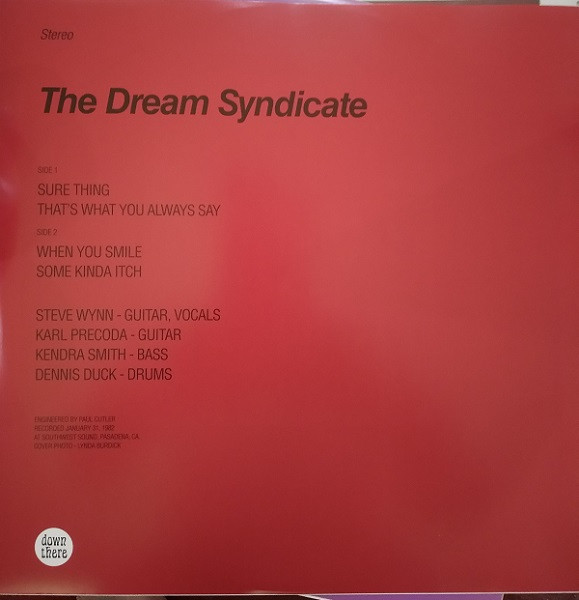 Stereo
The Dream Syndicate
SIDE 1
SURE THING
THAT'S WHAT YOU ALWAYS SAY
SIDE 2
WHEN YOU SMILE
SOME KINDA ITCH
STEVE WYNN - GUITAR, VOCALS
KARL PRECODA - GUITAR
KENDRA SMITH - BASS
DENNIS DUCK - DRUMS
ENGINEERED BY PAUL CUTLER
RECORDED JANUARY 31, 1982
AT SOUTHWEST SOUND, PASADENA, CA.
COVER PHOTO - LYNDA BURDICK
down
there